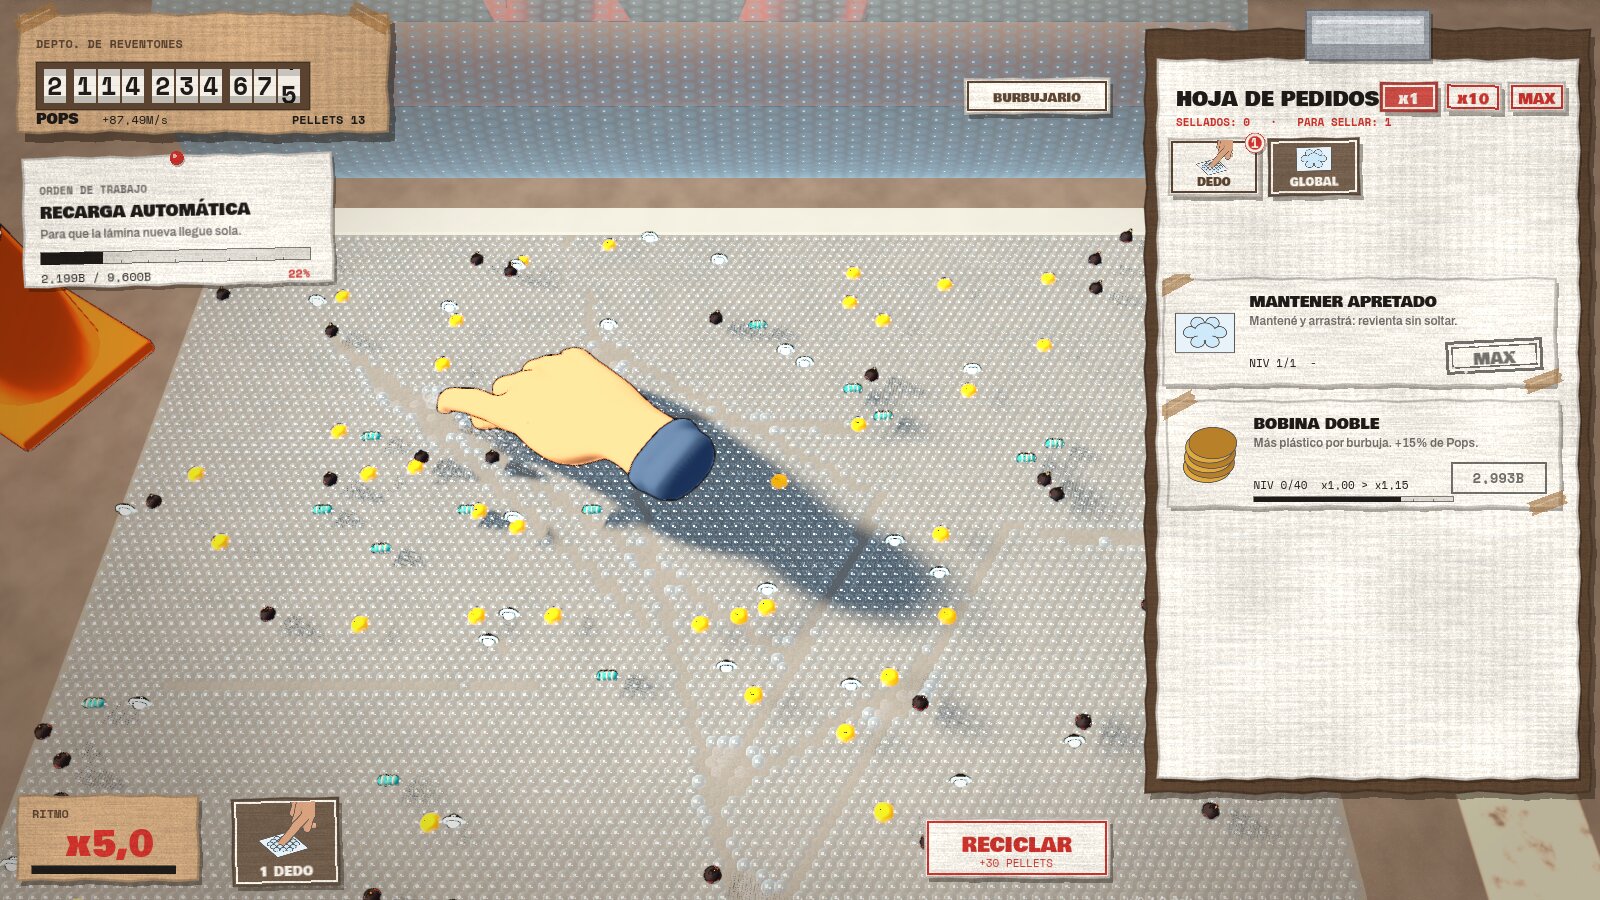 DEPTO. DE REVENTONES
2 114 234 675
POPS +87,49M/s PELLETS 13
ORDEN DE TRABAJO
RECARGA AUTOMÁTICA
Para que la lámina nueva llegue sola.
2,199B / 9,600B 22%
BURBUJARIO
HOJA DE PEDIDOS x1 x10 MAX
SELLADOS: 0 · PARA SELLAR: 1
1
DEDO
GLOBAL
MANTENER APRETADO
Mantené y arrastrá: revienta sin soltar.
NIV 1/1 -
MAX
BOBINA DOBLE
Más plástico por burbuja. +15% de Pops.
NIV 0/40 x1,00 > x1,15
2,993B
RITMO
x5,0
1 DEDO
RECICLAR
+30 PELLETS